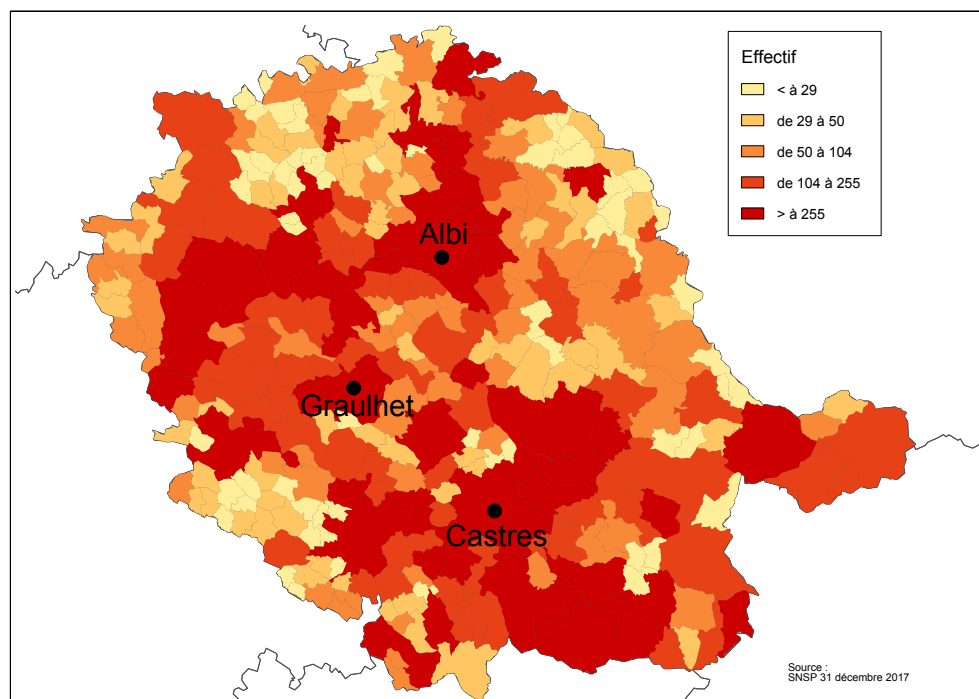 Effectif
< à 29
de 29 à 50
de 50 à 104
de 104 à 255
> à 255
Albi
Graulhet
Castres
Source :
SNSP 31 décembre 2017